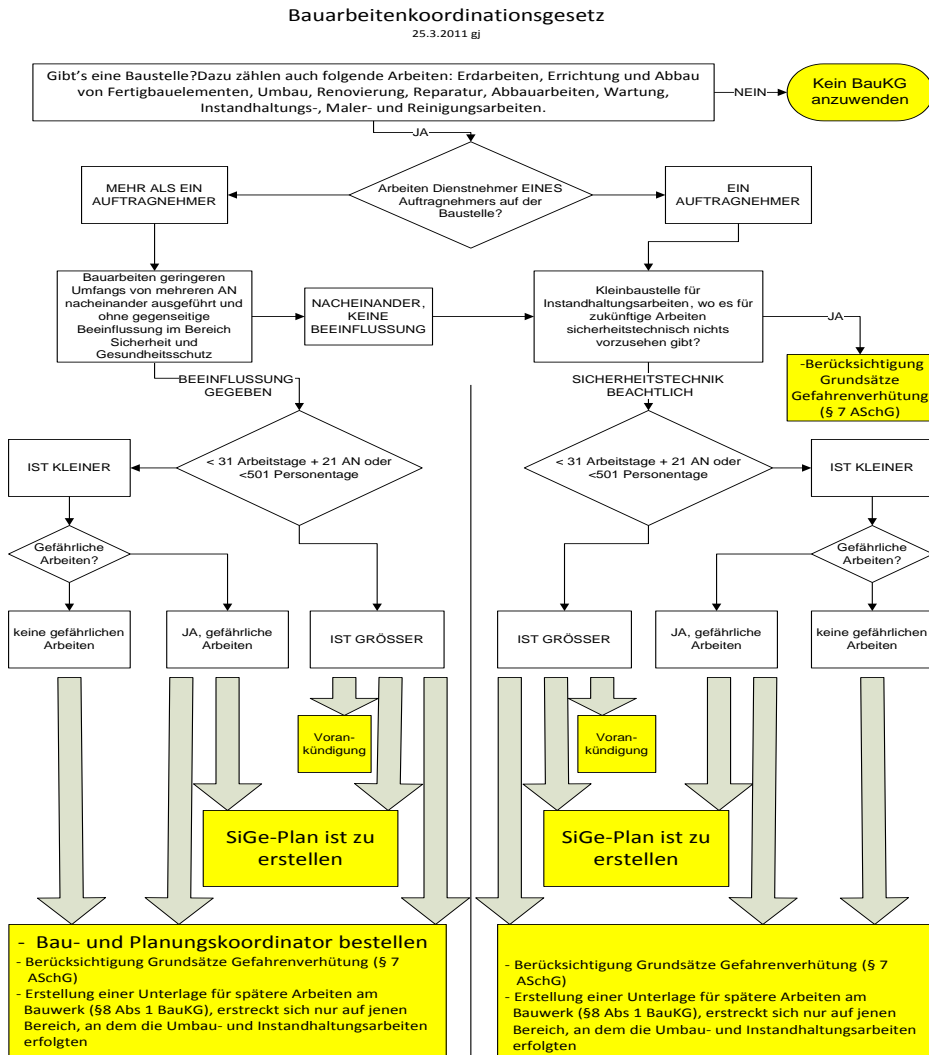 Bauarbeitenkoordinationsgesetz
25.3.2011 gj
Gibt's eine Baustelle?Dazu zählen auch folgende Arbeiten: Erdarbeiten, Errichtung und Abbau
von Fertigbauelementen, Umbau, Renovierung, Reparatur, Abbauarbeiten, Wartung,
Instandhaltungs-, Maler- und Reinigungsarbeiten.
NEIN
Kein BauKG
anzuwenden
JA
MEHR ALS EIN
AUFTRAGNEHMER
Arbeiten Dienstnehmer EINES
Auftragnehmers auf der
Baustelle?
EIN
AUFTRAGNEHMER
Bauarbeiten geringeren
Umfangs von mehreren AN
nacheinander ausgeführt und
ohne gegenseitige
Beeinflussung im Bereich
Sicherheit und
Gesundheitsschutz
NACHEINANDER,
KEINE
BEEINFLUSSUNG
Kleinbaustelle für
Instandhaltungsarbeiten, wo es für
zukünftige Arbeiten
sicherheitstechnisch nichts
vorzusehen gibt?
JA
-Berücksichtigung
Grundsätze
Gefahrenverhütung
(§ 7 ASchG)
BEEINFLUSSUNG
GEGEBEN
SICHERHEITSTECHNIK
BEACHTLICH
IST KLEINER
< 31 Arbeitstage + 21 AN oder
<501 Personentage
< 31 Arbeitstage + 21 AN oder
<501 Personentage
IST KLEINER
Gefährliche
Arbeiten?
Gefährliche
Arbeiten?
keine gefährlichen
Arbeiten
JA, gefährliche
Arbeiten
IST GRÖSSER
IST GRÖSSER
JA, gefährliche
Arbeiten
keine gefährlichen
Arbeiten
Voran-
kündigung
Voran-
kündigung
SiGe-Plan ist zu
erstellen
SiGe-Plan ist zu
erstellen
- Bau- und Planungskoordinator bestellen
- Berücksichtigung Grundsätze Gefahrenverhütung (§ 7
ASchG)
- Erstellung einer Unterlage für spätere Arbeiten am
Bauwerk (§8 Abs 1 BauKG), erstreckt sich nur auf jenen
Bereich, an dem die Umbau- und Instandhaltungsarbeiten
erfolgten
- Berücksichtigung Grundsätze Gefahrenverhütung (§ 7
ASchG)
- Erstellung einer Unterlage für spätere Arbeiten am
Bauwerk (§8 Abs 1 BauKG), erstreckt sich nur auf jenen
Bereich, an dem die Umbau- und Instandhaltungsarbeiten
erfolgten